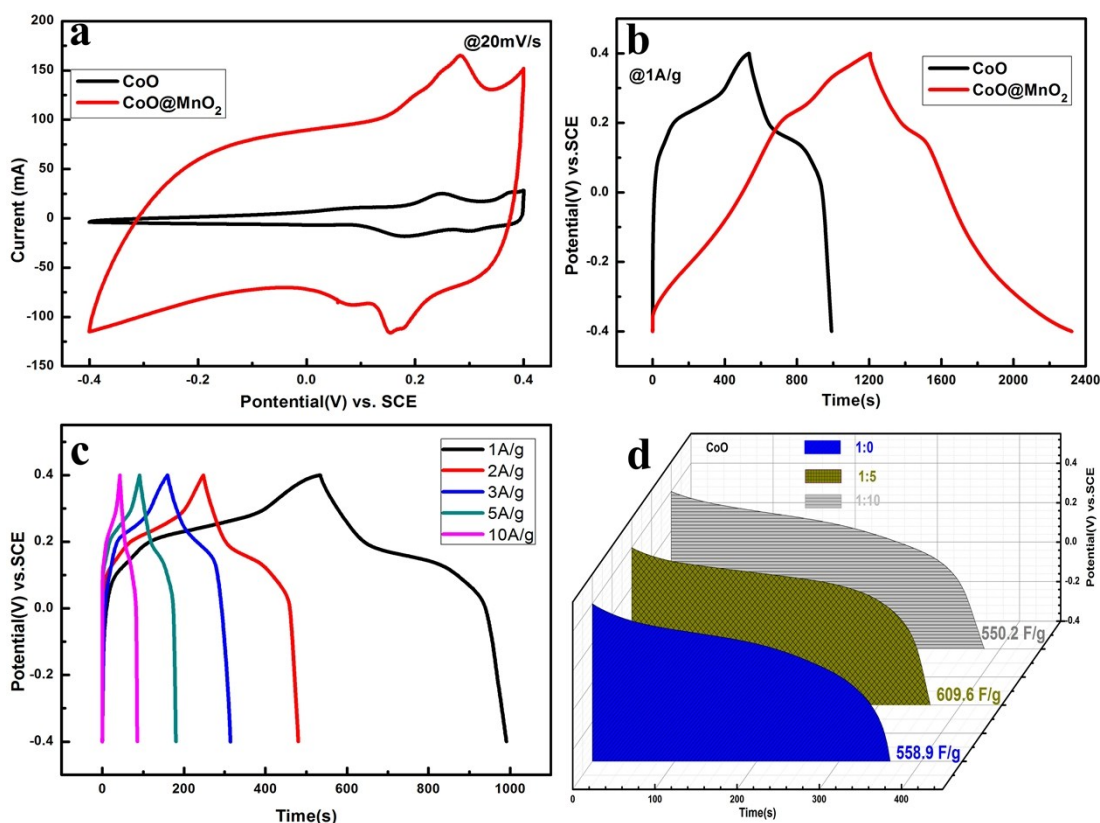 a
@20mV/s
CoO
CoO@MnO₂
200
150
100
50
0
-50
-100
-150
Current (mA)
-0.4
-0.2
0.0
0.2
0.4
Pontential(V) vs. SCE
b
@1A/g
CoO
CoO@MnO₂
0.4
0.2
0.0
-0.2
-0.4
Potential(V) vs.SCE
0
400
800
1200
1600
2000
2400
Time(s)
c
1A/g
2A/g
3A/g
5A/g
10A/g
0.4
0.2
0.0
-0.2
-0.4
Potential(V) vs.SCE
0
200
400
600
800
1000
Time(s)
d
CoO
1:0
1:5
1:10
0.4
0.2
0.0
-0.2
-0.4
Potential(V) vs.SCE
550.2 F/g
609.6 F/g
558.9 F/g
0
100
200
300
400
Time(s)